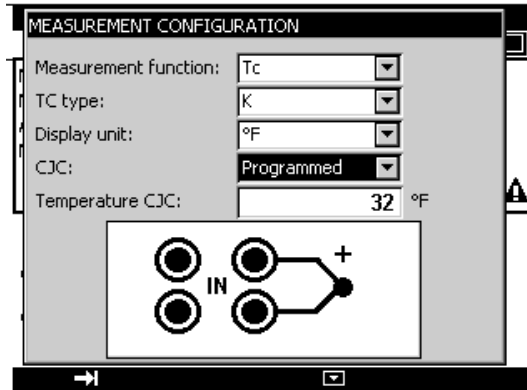 MEASUREMENT CONFIGURATION
Measurement function: Tc
TC type: K
Display unit: °F
CJC: Programmed
Temperature CJC: 32 °F
IN +